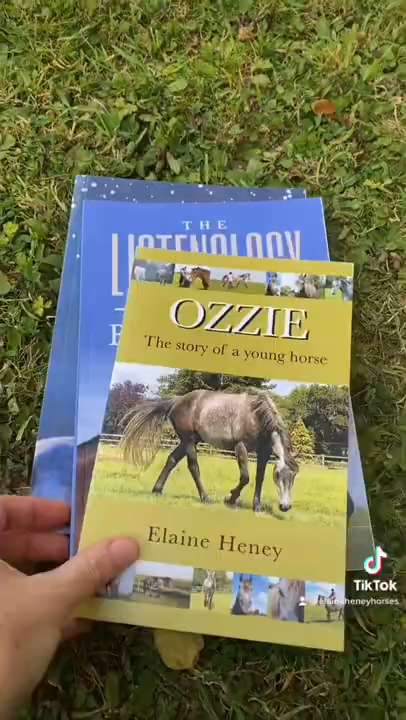 THE
LISTENOLOGY
OZZIE
The story of a young horse
Elaine Heney
TikTok
@elaineheneyhorses